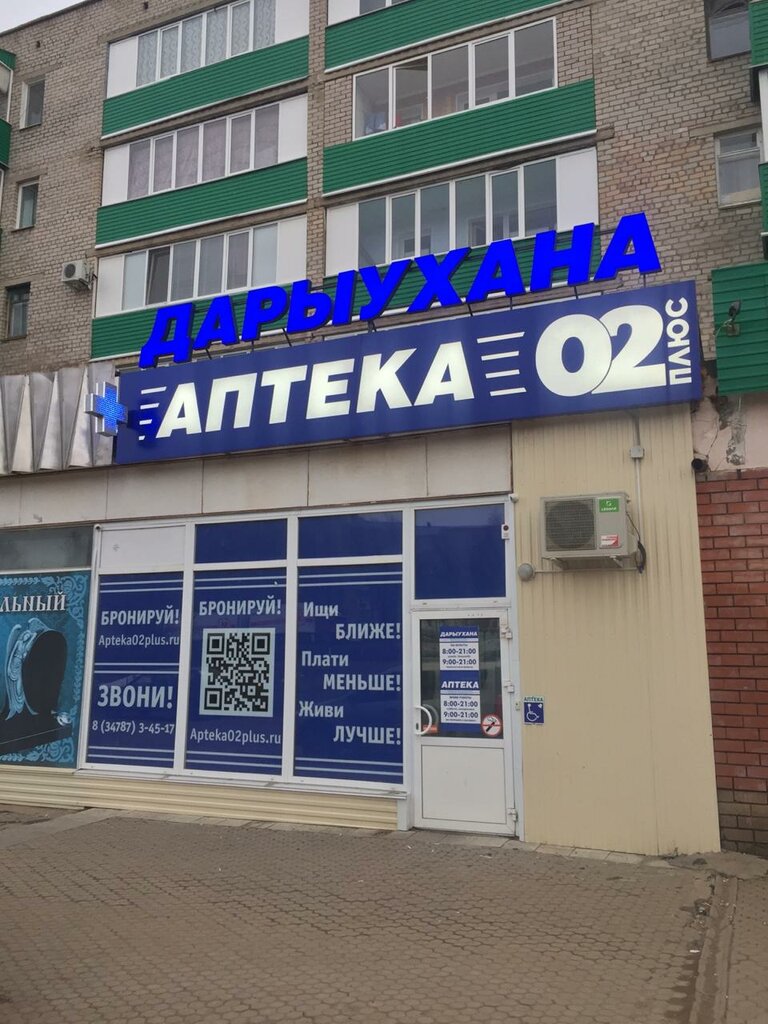 ДАРЫУХАНА
АПТЕКА 02 ПЛЮС
ЛЬНЫЙ
БРОНИРУЙ!
Apteka02plus.ru
ЗВОНИ!
8 (34787) 3-45-17
БРОНИРУЙ!
Apteka02plus.ru
Ищи
БЛИЖЕ!
Плати
МЕНЬШЕ!
Живи
ЛУЧШЕ!
ДАРЫУХАНА
8:00-21:00
9:00-21:00
АПТЕКА
8:00-21:00
9:00-21:00
АПТЕКА